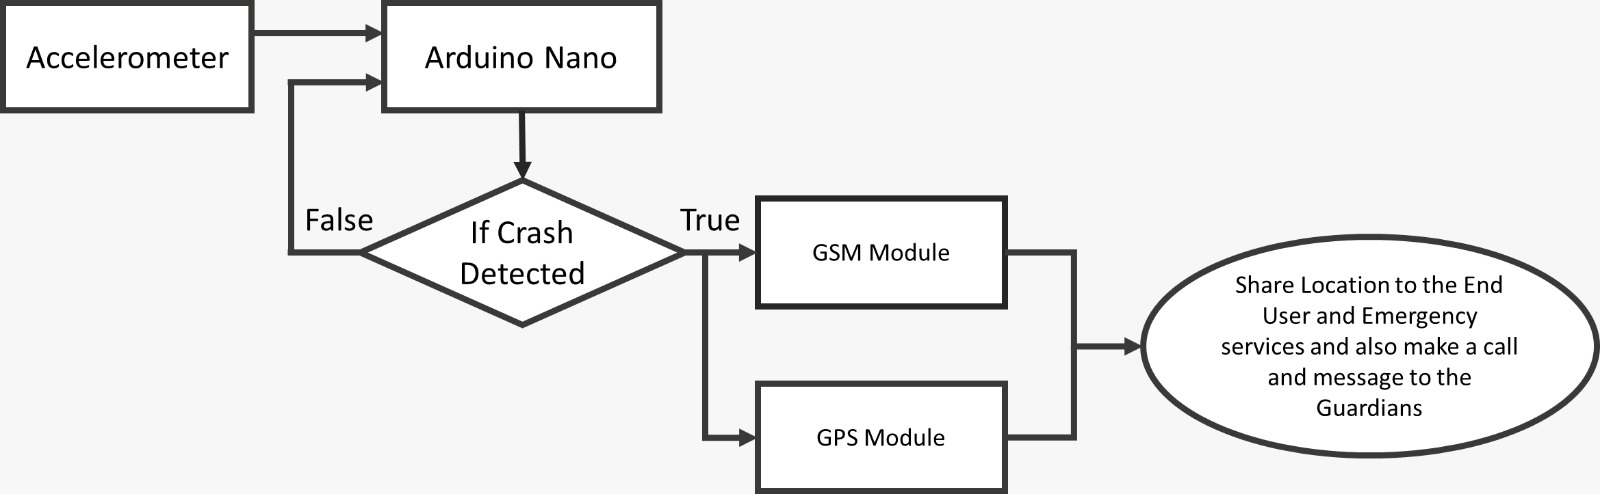 Accelerometer
Arduino Nano
False
If Crash
Detected
True
GSM Module
GPS Module
Share Location to the End
User and Emergency
services and also make a call
and message to the
Guardians